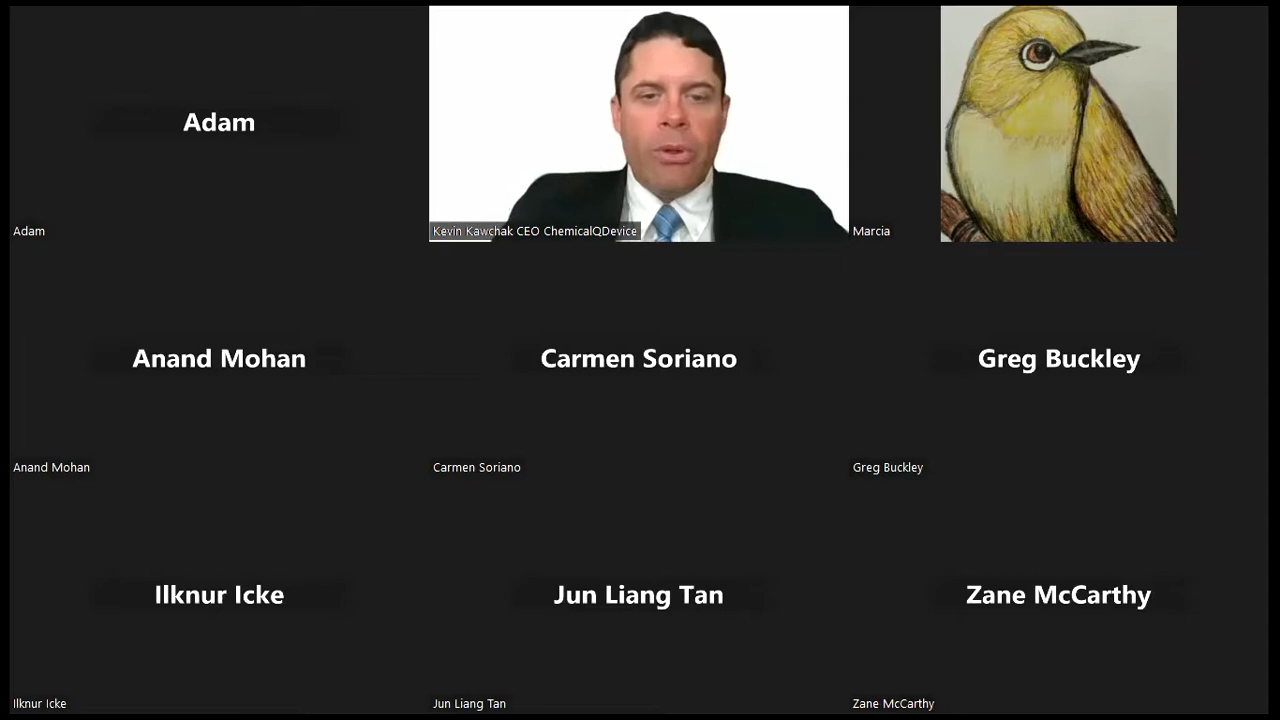 Adam
Adam
Kevin Kawchak CEO ChemicalQDevice
Marcia
Anand Mohan
Carmen Soriano
Greg Buckley
Anand Mohan
Carmen Soriano
Greg Buckley
Ilknur Icke
Jun Liang Tan
Zane McCarthy
Ilknur Icke
Jun Liang Tan
Zane McCarthy